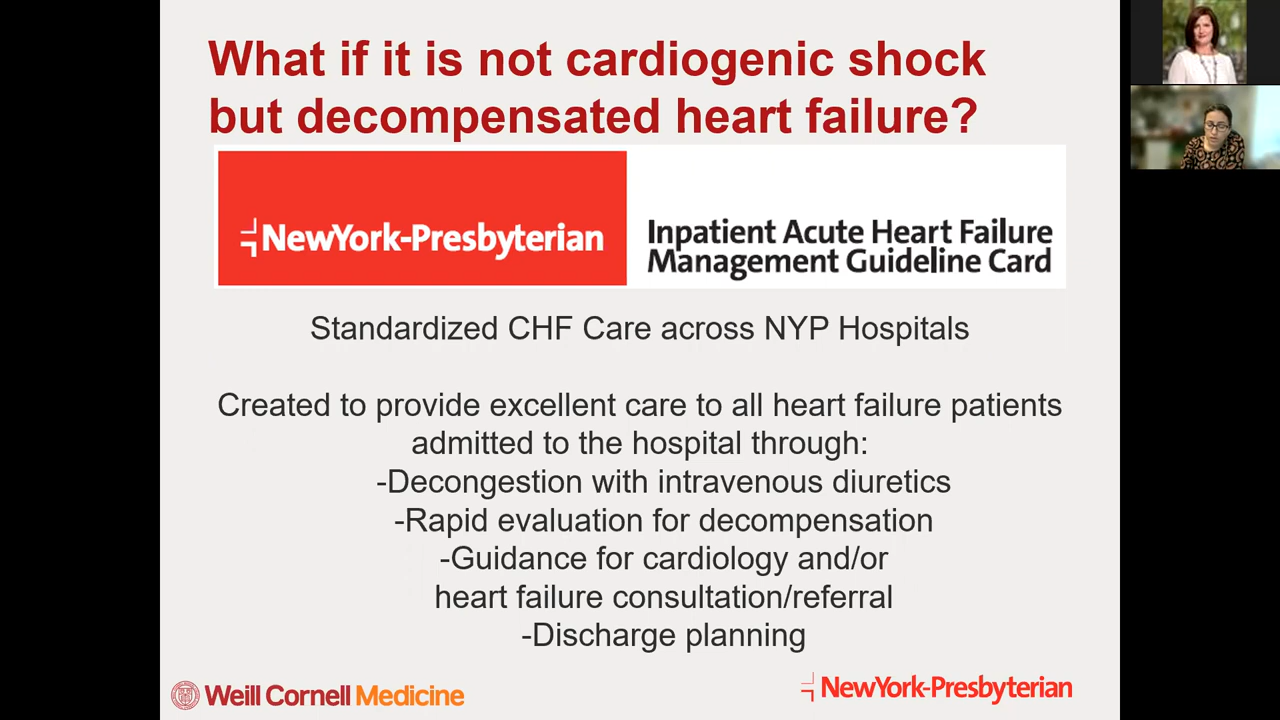 What if it is not cardiogenic shock
but decompensated heart failure?
NewYork-Presbyterian
Inpatient Acute Heart Failure
Management Guideline Card
Standardized CHF Care across NYP Hospitals
Created to provide excellent care to all heart failure patients
admitted to the hospital through:
-Decongestion with intravenous diuretics
-Rapid evaluation for decompensation
-Guidance for cardiology and/or
heart failure consultation/referral
-Discharge planning
Weill Cornell Medicine
NewYork-Presbyterian